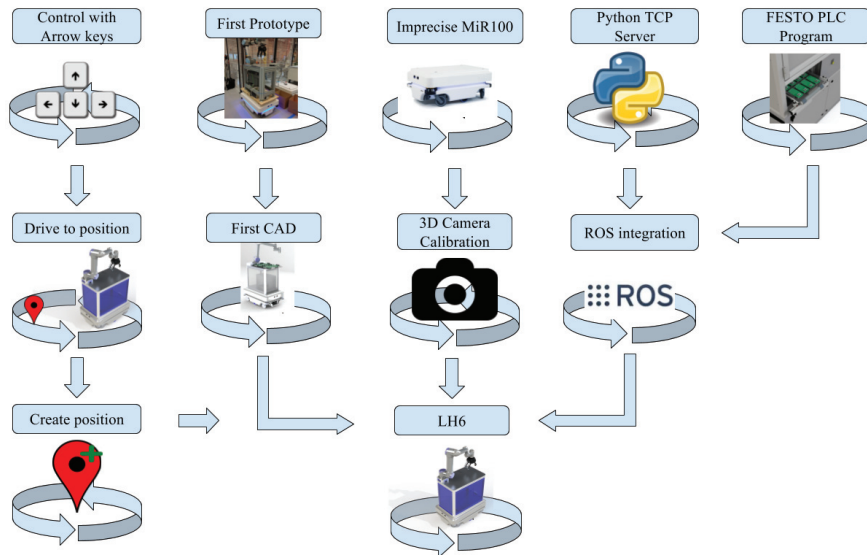 Control with
Arrow keys
First Prototype
Imprecise MiR100
Python TCP
Server
FESTO PLC
Program
Drive to position
First CAD
3D Camera
Calibration
ROS integration
ROS
Create position
LH6